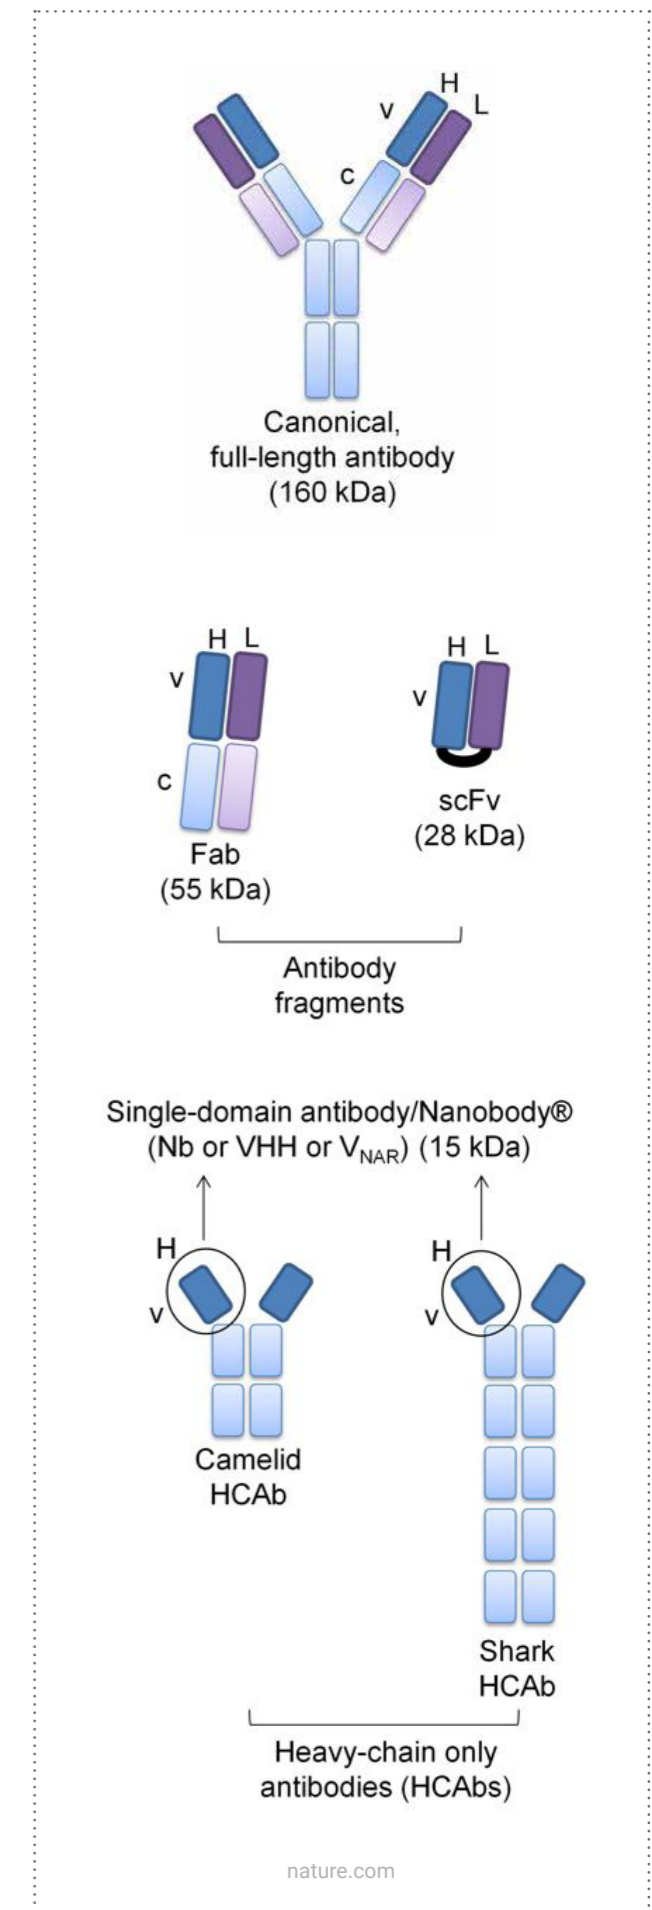 H
L
v
c
Canonical,
full-length antibody
(160 kDa)
H L
v
c
Fab
(55 kDa)
H L
v
scFv
(28 kDa)
Antibody
fragments
Single-domain antibody/Nanobody®
(Nb or VHH or VNAR) (15 kDa)
H
v
H
v
Camelid
HCAb
Shark
HCAb
Heavy-chain only
antibodies (HCAbs)
nature.com